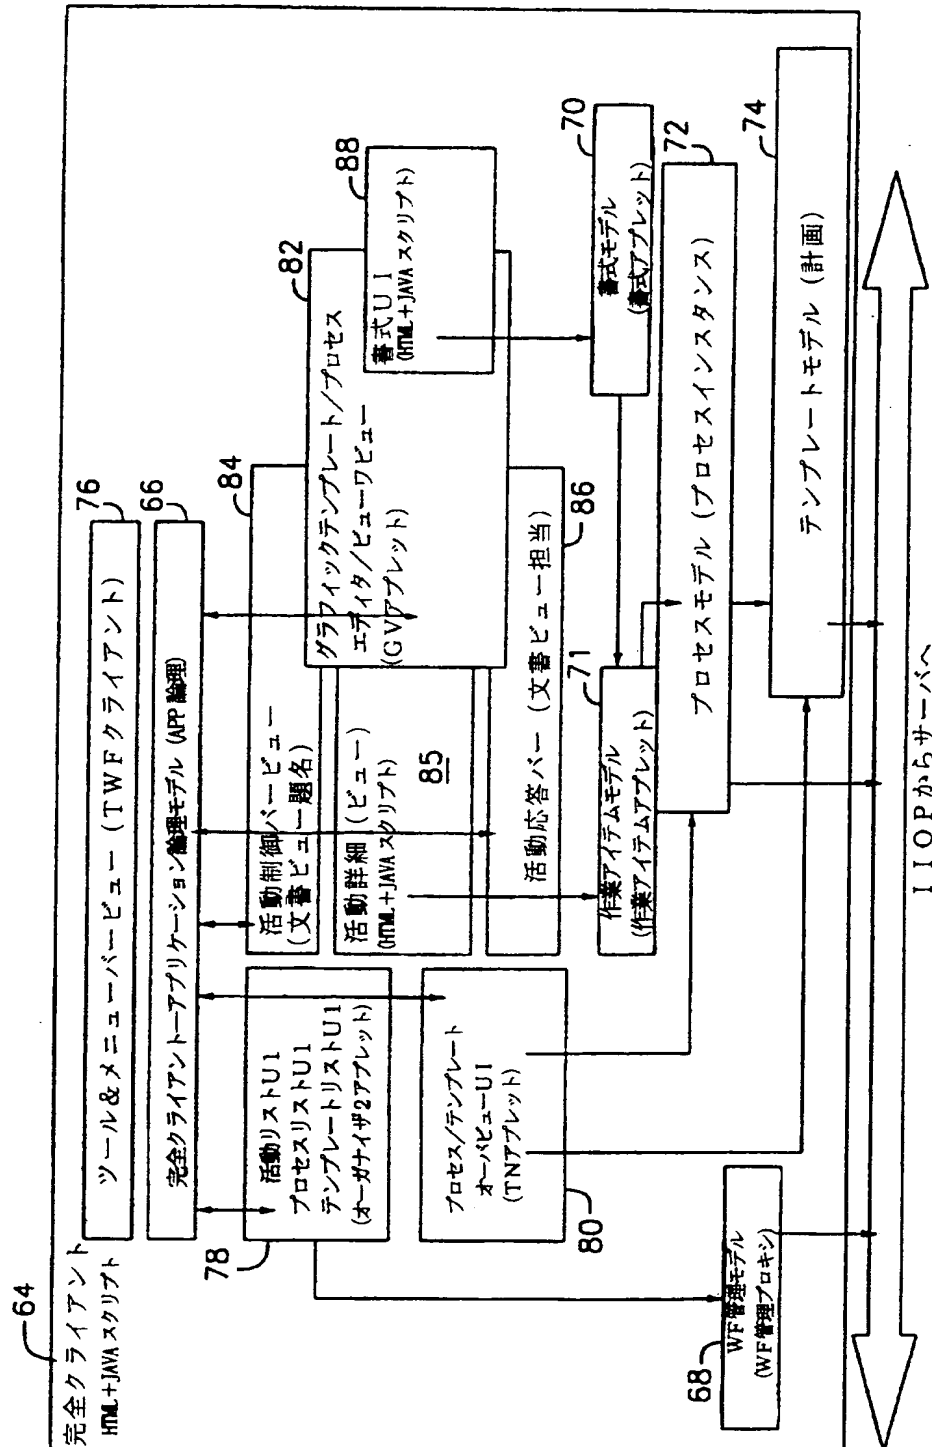 64
完全クライアント
HTML+JAVAスクリプト
76
ツール&メニューバービュー(TWFクライアント)
66
完全クライアント―アプリケーション論理モデル(APP論理)
78
活動リストU1
プロセスリストU1
テンプレートリストU1
(オーガナイザ2アプレット)
84
活動制御バービュー
(文書ビュー題名)
82
グラフィックテンプレート/プロセス
エディタ/ビューワビュー
(GVアプレット)
88
書式UI
(HTML+JAVAスクリプト)
活動詳細(ビュー)
(HTML+JAVAスクリプト)
85
プロセス/テンプレート
オーバビューUI
(TNアプレット)
80
活動応答バー(文書ビュー担当)
86
70
書式モデル
(書式アプレット)
71
作業アイテムモデル
(作業アイテムアプレット)
72
プロセスモデル(プロセスインスタンス)
68
WF管理モデル
(WF管理プロキシ)
74
テンプレートモデル(計画)
IIOPからサーバへ